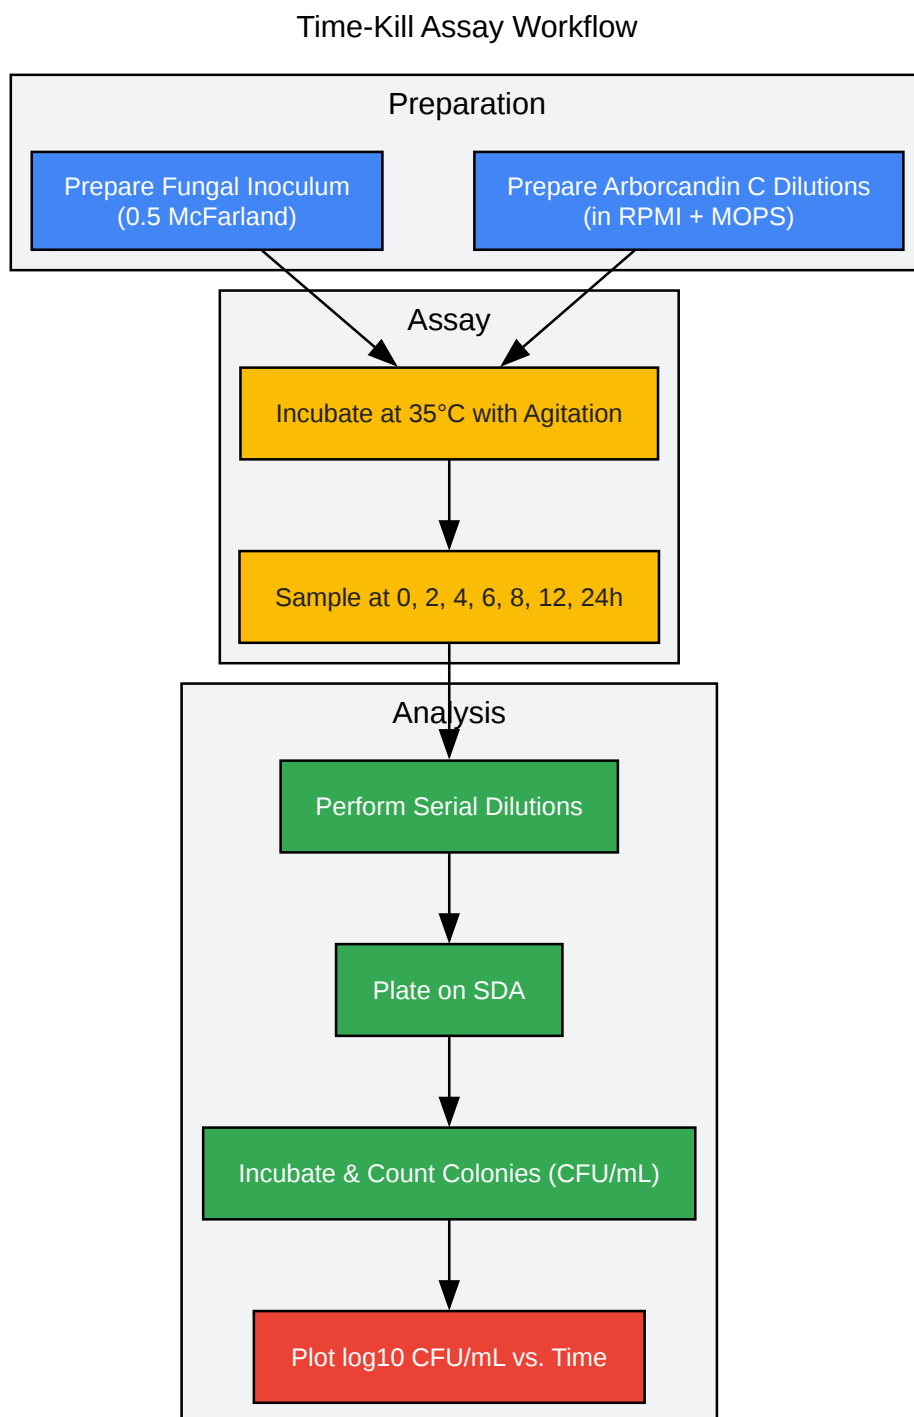 Time-Kill Assay Workflow
Preparation
Prepare Fungal Inoculum
(0.5 McFarland)
Prepare Arborcandin C Dilutions
(in RPMI + MOPS)
Assay
Incubate at 35°C with Agitation
Sample at 0, 2, 4, 6, 8, 12, 24h
Analysis
Perform Serial Dilutions
Plate on SDA
Incubate & Count Colonies (CFU/mL)
Plot log10 CFU/mL vs. Time